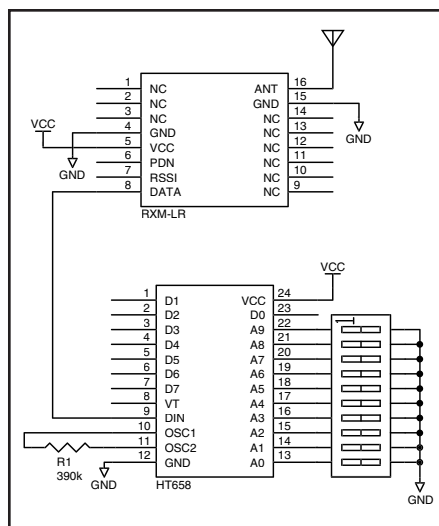 1 NC ANT 16
2 NC GND 15
3 NC NC 14
4 GND NC 13
VCC 5 VCC NC 12
6 PDN NC 11
7 RSSI NC 10
8 DATA NC 9
GND
GND
RXM-LR
VCC
1 D1 VCC 24
2 D2 D0 23
3 D3 A9 22
4 D4 A8 21
5 D5 A7 20
6 D6 A6 19
7 D7 A5 18
8 VT A4 17
9 DIN A3 16
10 OSC1 A2 15
11 OSC2 A1 14
12 GND A0 13
1
R1
390k
GND
HT658
GND